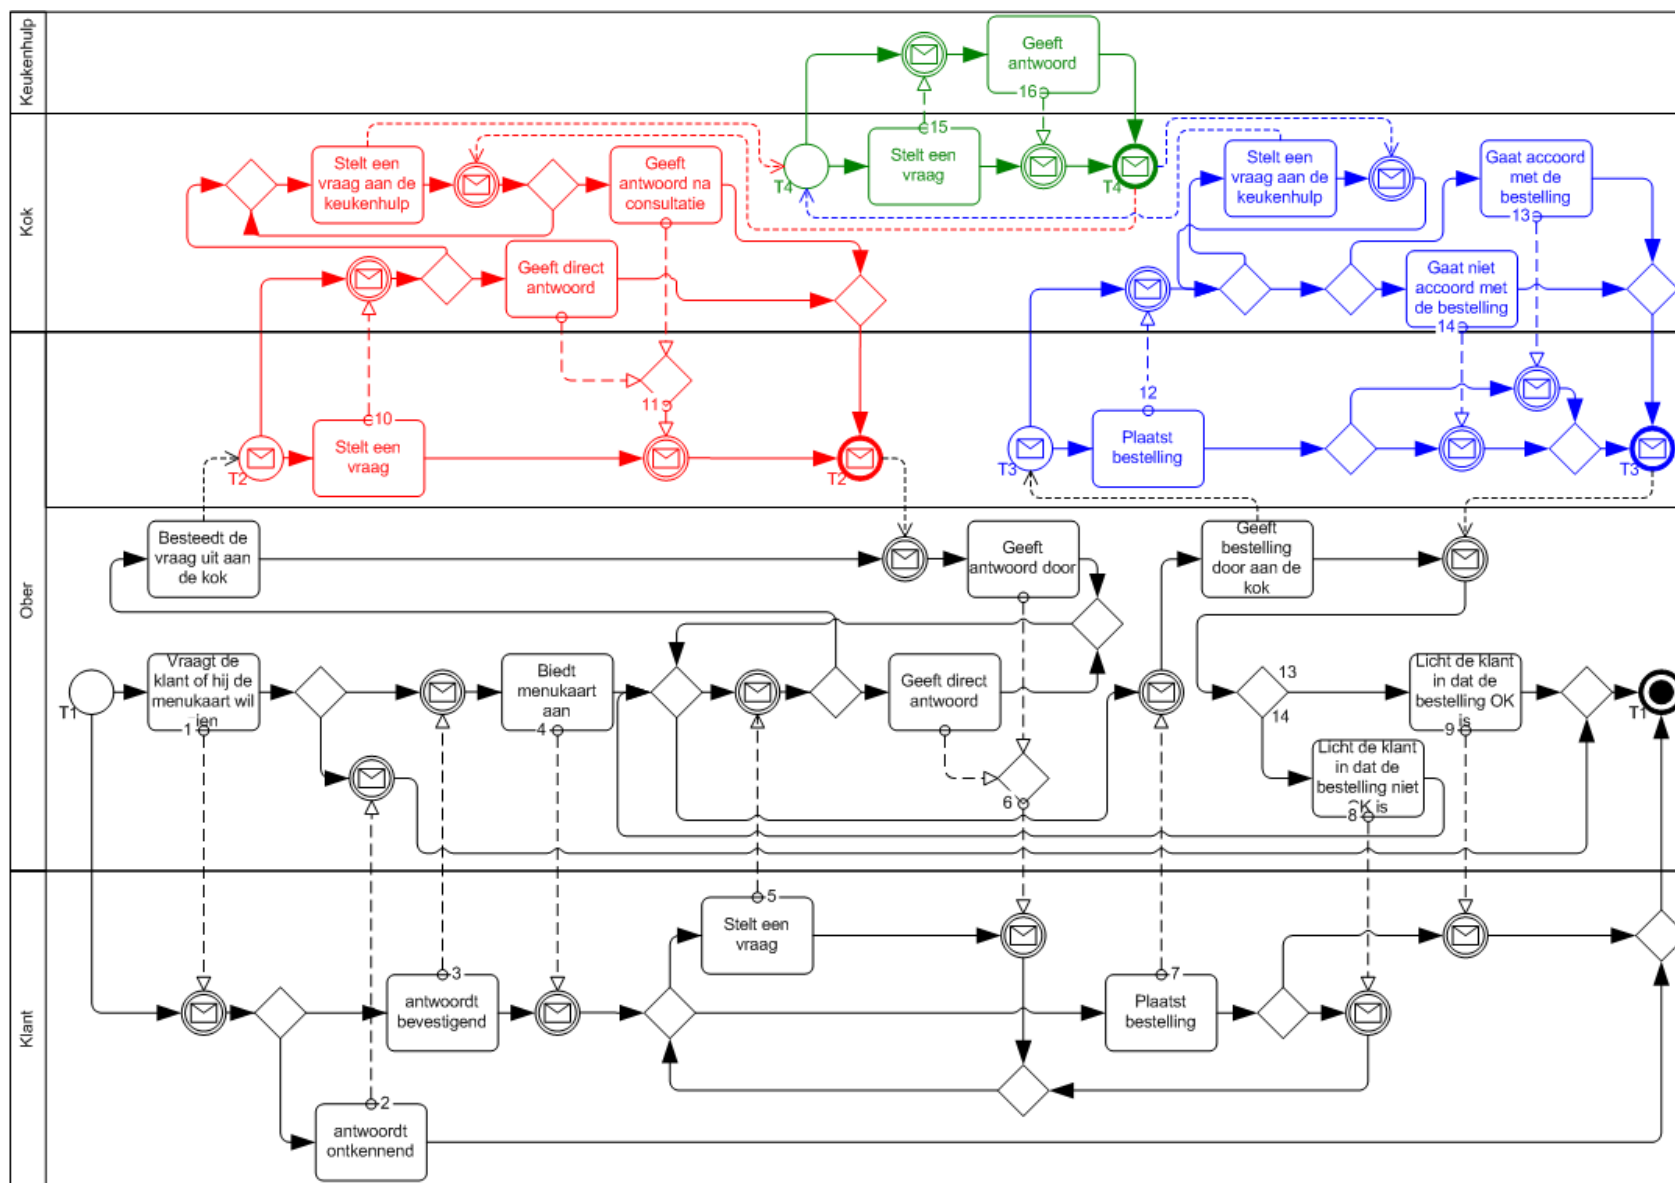 Keukenhulp
Geeft
antwoord
16
15
Kok
Stelt een
vraag aan de
keukenhulp
Geeft
antwoord na
consultatie
T4
Stelt een
vraag
T4
Stelt een
vraag aan de
keukenhulp
Gaat accoord
met de
bestelling
13
Geeft direct
antwoord
Gaat niet
accoord met
de bestelling
14
Ober
11
10
Stelt een
vraag
T2
T2
12
Plaatst
bestelling
T3
T3
Besteedt de
vraag uit aan
de kok
Geeft
antwoord door
Geeft
bestelling
door aan de
kok
T1
Vraagt de
klant of hij de
menukaart wil
zien
1
Biedt
menukaart
aan
4
Geeft direct
antwoord
6
13
14
Licht de klant
in dat de
bestelling OK
is
9
T1
Licht de klant
in dat de
bestelling niet
OK is
8
Klant
5
Stelt een
vraag
3
antwoordt
bevestigend
7
Plaatst
bestelling
2
antwoordt
ontkennend